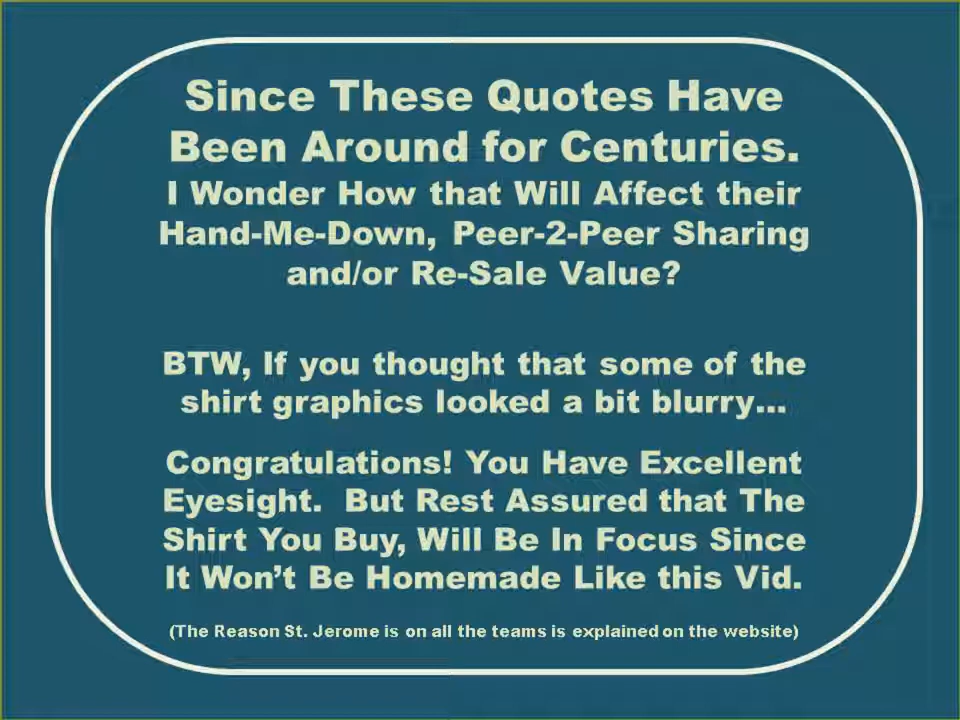 Since These Quotes Have
Been Around for Centuries.
I Wonder How that Will Affect their
Hand-Me-Down, Peer-2-Peer Sharing
and/or Re-Sale Value?
BTW, If you thought that some of the
shirt graphics looked a bit blurry...
Congratulations! You Have Excellent
Eyesight.  But Rest Assured that The
Shirt You Buy, Will Be In Focus Since
It Won't Be Homemade Like this Vid.
(The Reason St. Jerome is on all the teams is explained on the website)